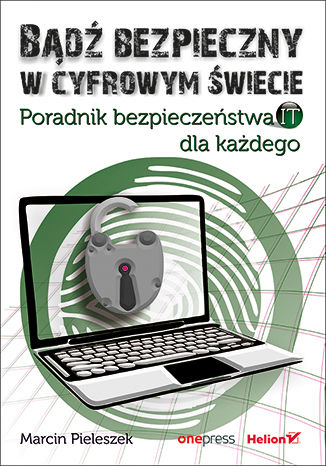 BĄDŹ BEZPIECZNY
W CYFROWYM ŚWIECIE
Poradnik bezpieczeństwa IT
dla każdego
Marcin Pieleszek
onepress
Helion